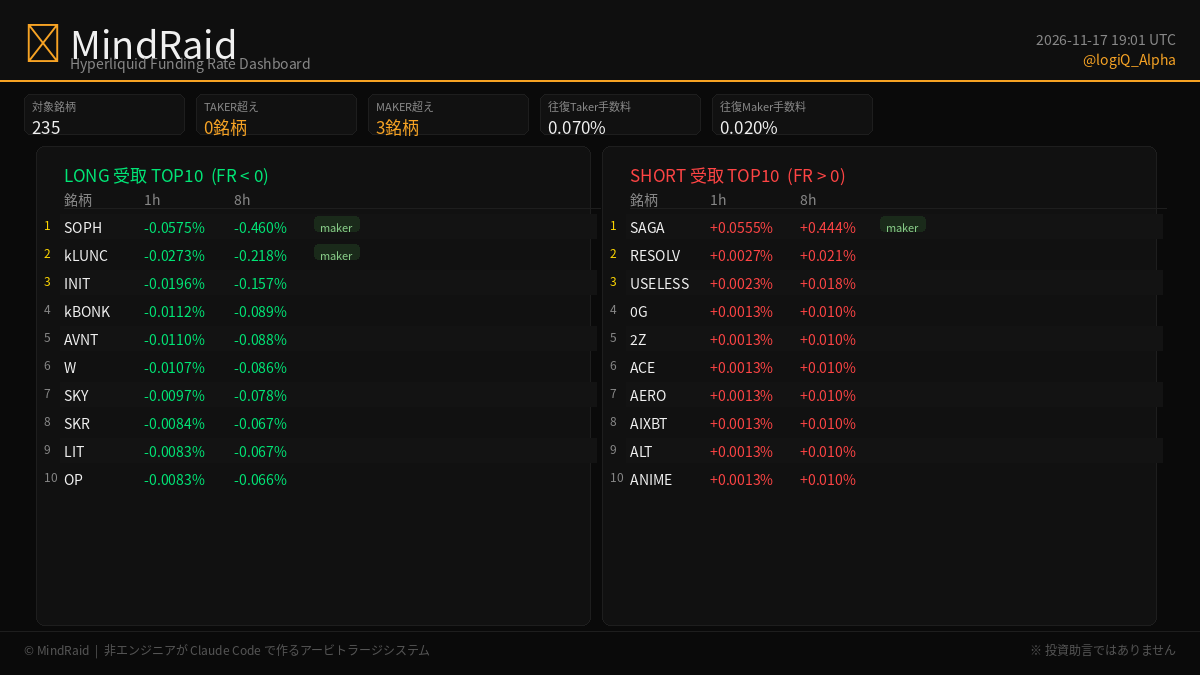 MindRaid
Hyperliquid Funding Rate Dashboard
2026-11-17 19:01 UTC
@logiQ_Alpha
対象銘柄
235
TAKER超え
0銘柄
MAKER超え
3銘柄
往復Taker手数料
0.070%
往復Maker手数料
0.020%
LONG 受取 TOP10 (FR < 0)
銘柄 1h 8h
1 SOPH -0.0575% -0.460% maker
2 kLUNC -0.0273% -0.218% maker
3 INIT -0.0196% -0.157%
4 kBONK -0.0112% -0.089%
5 AVNT -0.0110% -0.088%
6 W -0.0107% -0.086%
7 SKY -0.0097% -0.078%
8 SKR -0.0084% -0.067%
9 LIT -0.0083% -0.067%
10 OP -0.0083% -0.066%
SHORT 受取 TOP10 (FR > 0)
銘柄 1h 8h
1 SAGA +0.0555% +0.444% maker
2 RESOLV +0.0027% +0.021%
3 USELESS +0.0023% +0.018%
4 0G +0.0013% +0.010%
5 2Z +0.0013% +0.010%
6 ACE +0.0013% +0.010%
7 AERO +0.0013% +0.010%
8 AIXBT +0.0013% +0.010%
9 ALT +0.0013% +0.010%
10 ANIME +0.0013% +0.010%
© MindRaid | 非エンジニアが Claude Code で作るアービトラージシステム
※ 投資助言ではありません